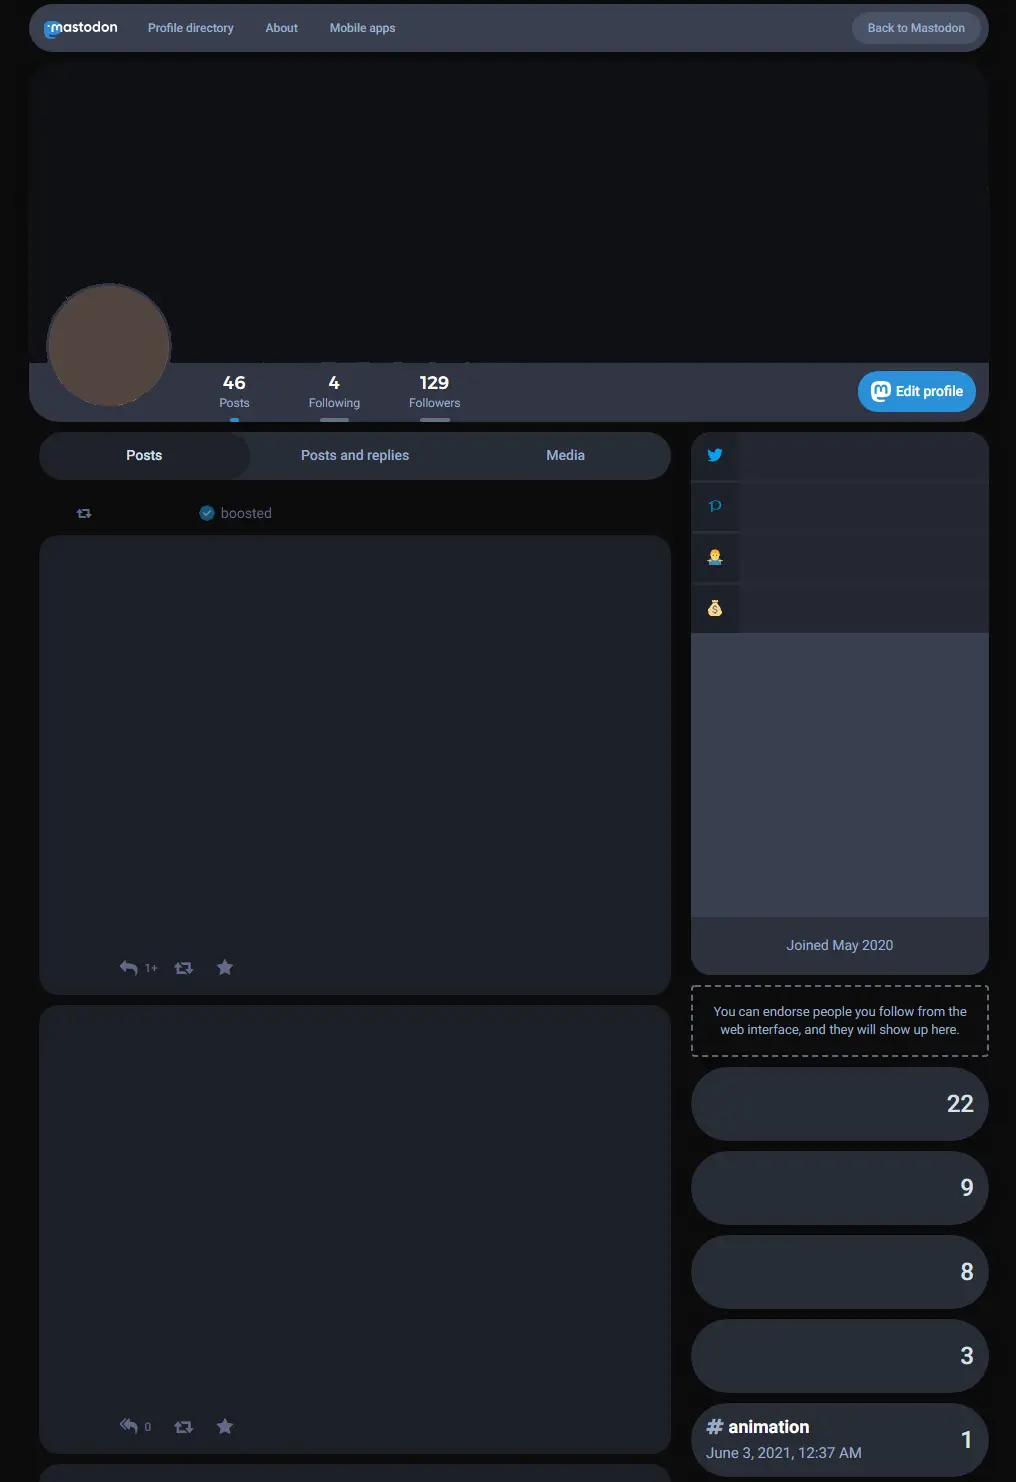 mastodon
Profile directory
About
Mobile apps
Back to Mastodon
46
Posts
4
Following
129
Followers
Edit profile
Posts
Posts and replies
Media
boosted
1+
0
Joined May 2020
You can endorse people you follow from the
web interface, and they will show up here.
22
9
8
3
# animation
June 3, 2021, 12:37 AM
1